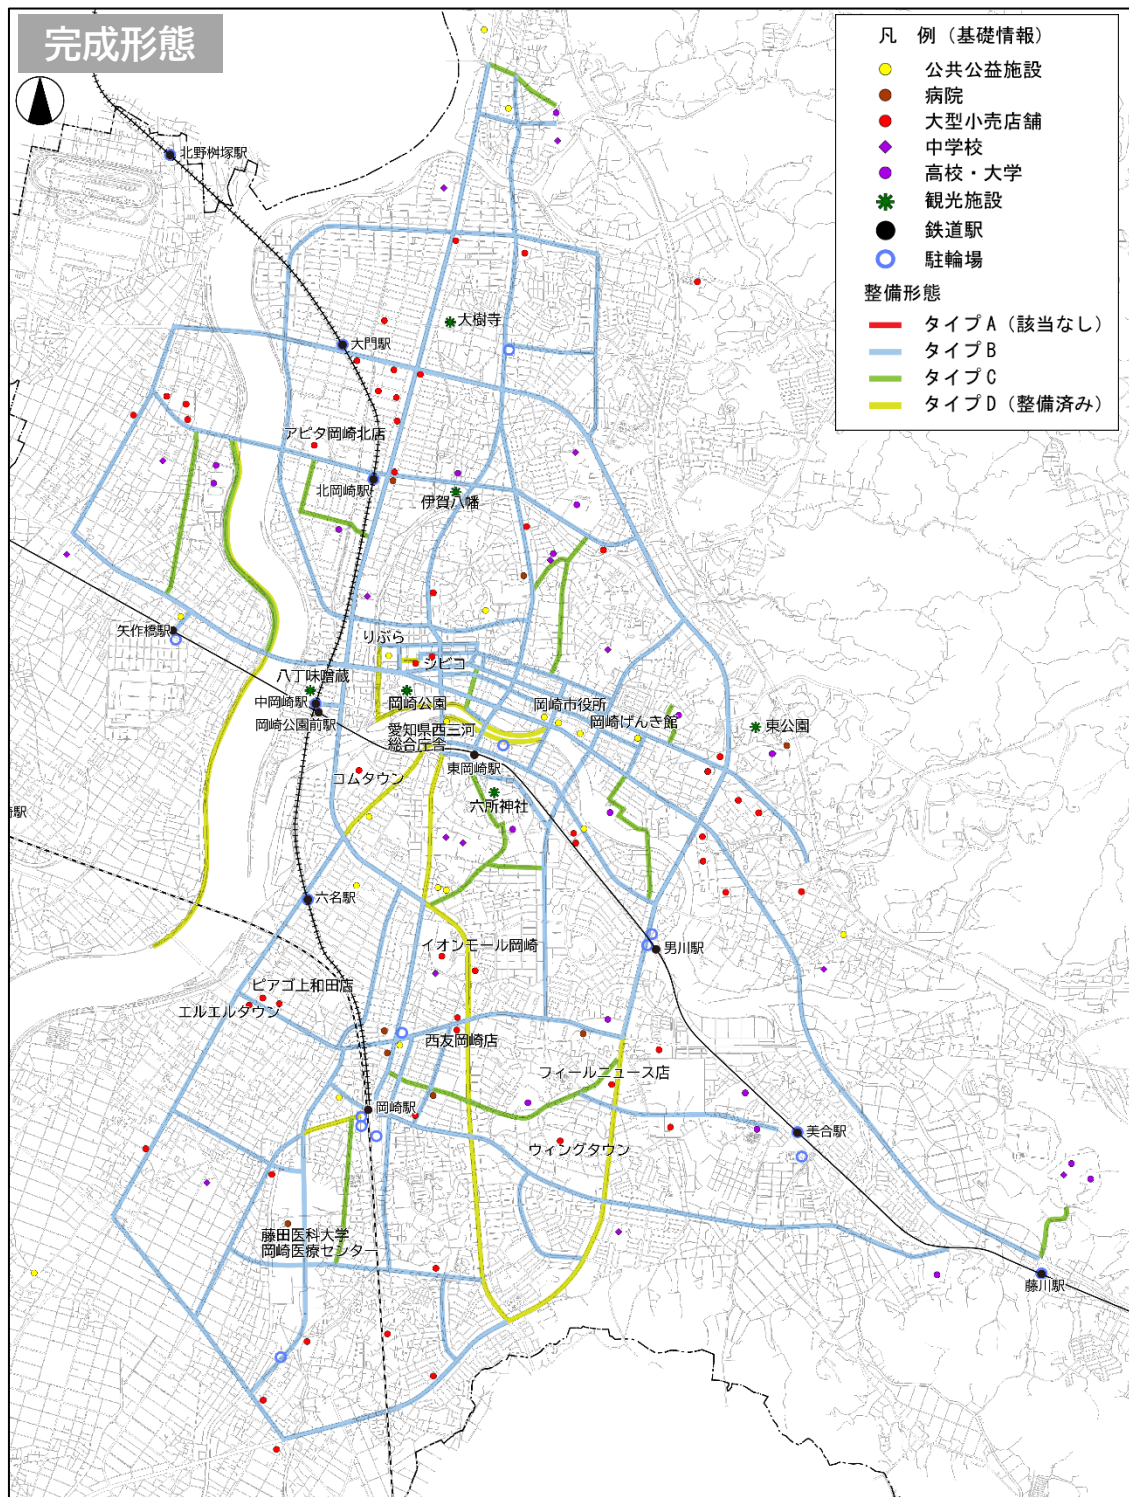 完成形態
凡　例（基礎情報）
公共公益施設
病院
大型小売店舗
中学校
高校・大学
観光施設
鉄道駅
駐輪場
整備形態
タイプA（該当なし）
タイプB
タイプC
タイプD（整備済み）
北野桝塚駅
大樹寺
大門駅
アピタ岡崎北店
北岡崎駅
伊賀八幡
矢作橋駅
りぶら
シビコ
八丁味噌蔵
中岡崎駅
岡崎公園前駅
岡崎公園
岡崎市役所
岡崎げんき館
東公園
愛知県西三河
総合庁舎
東岡崎駅
コムタウン
六所神社
崎駅
六名駅
イオンモール岡崎
男川駅
ピアゴ上和田店
エルエルタウン
西友岡崎店
フィールニュース店
岡崎駅
美合駅
ウィングタウン
藤田医科大学
岡崎医療センター
藤川駅